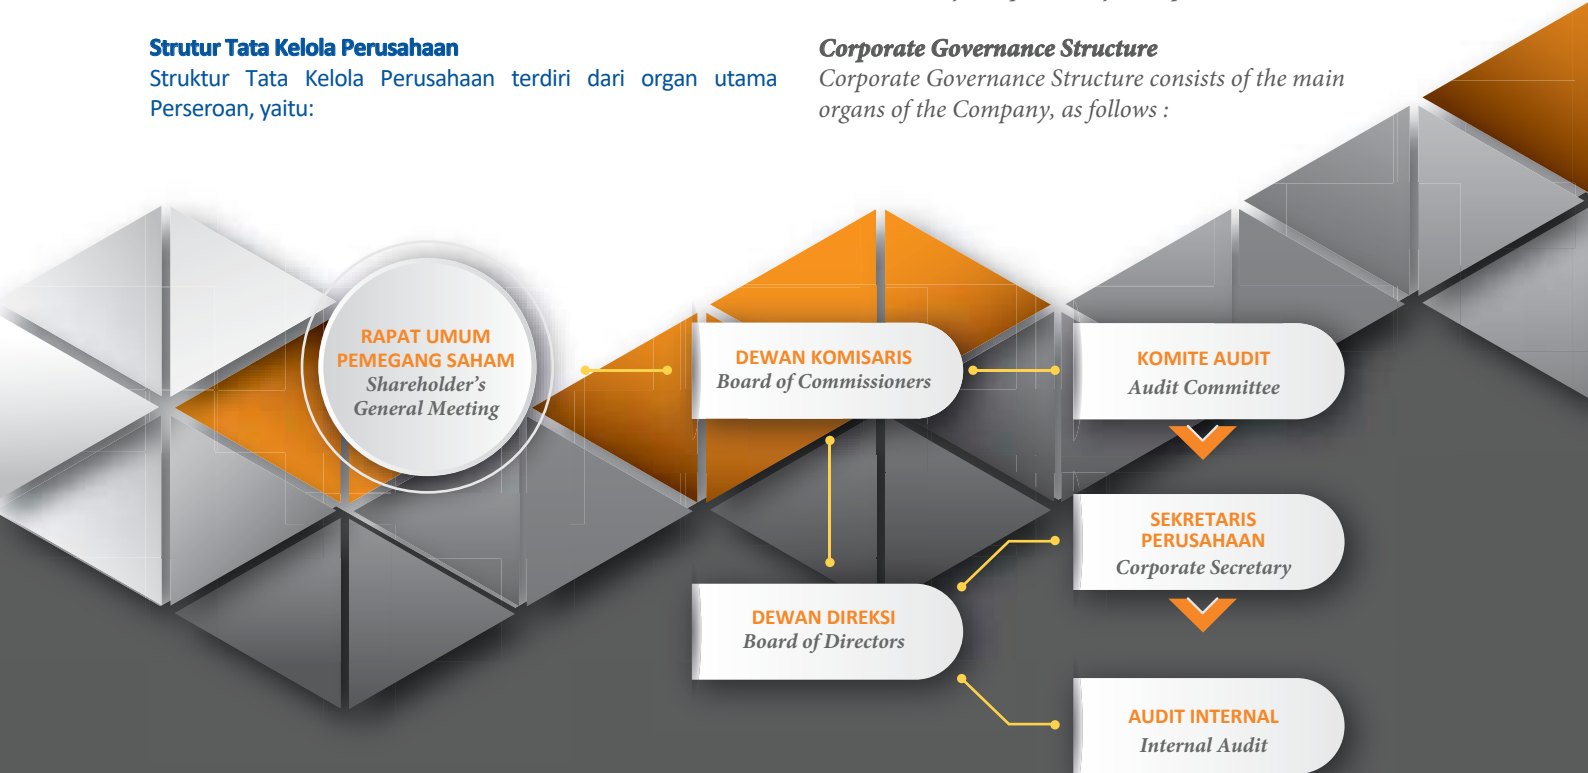 Strutur Tata Kelola Perusahaan
Struktur Tata Kelola Perusahaan terdiri dari organ utama
Perseroan, yaitu:
Corporate Governance Structure
Corporate Governance Structure consists of the main
organs of the Company, as follows :
RAPAT UMUM
PEMEGANG SAHAM
Shareholder's
General Meeting
DEWAN KOMISARIS
Board of Commissioners
KOMITE AUDIT
Audit Committee
SEKRETARIS
PERUSAHAAN
Corporate Secretary
DEWAN DIREKSI
Board of Directors
AUDIT INTERNAL
Internal Audit